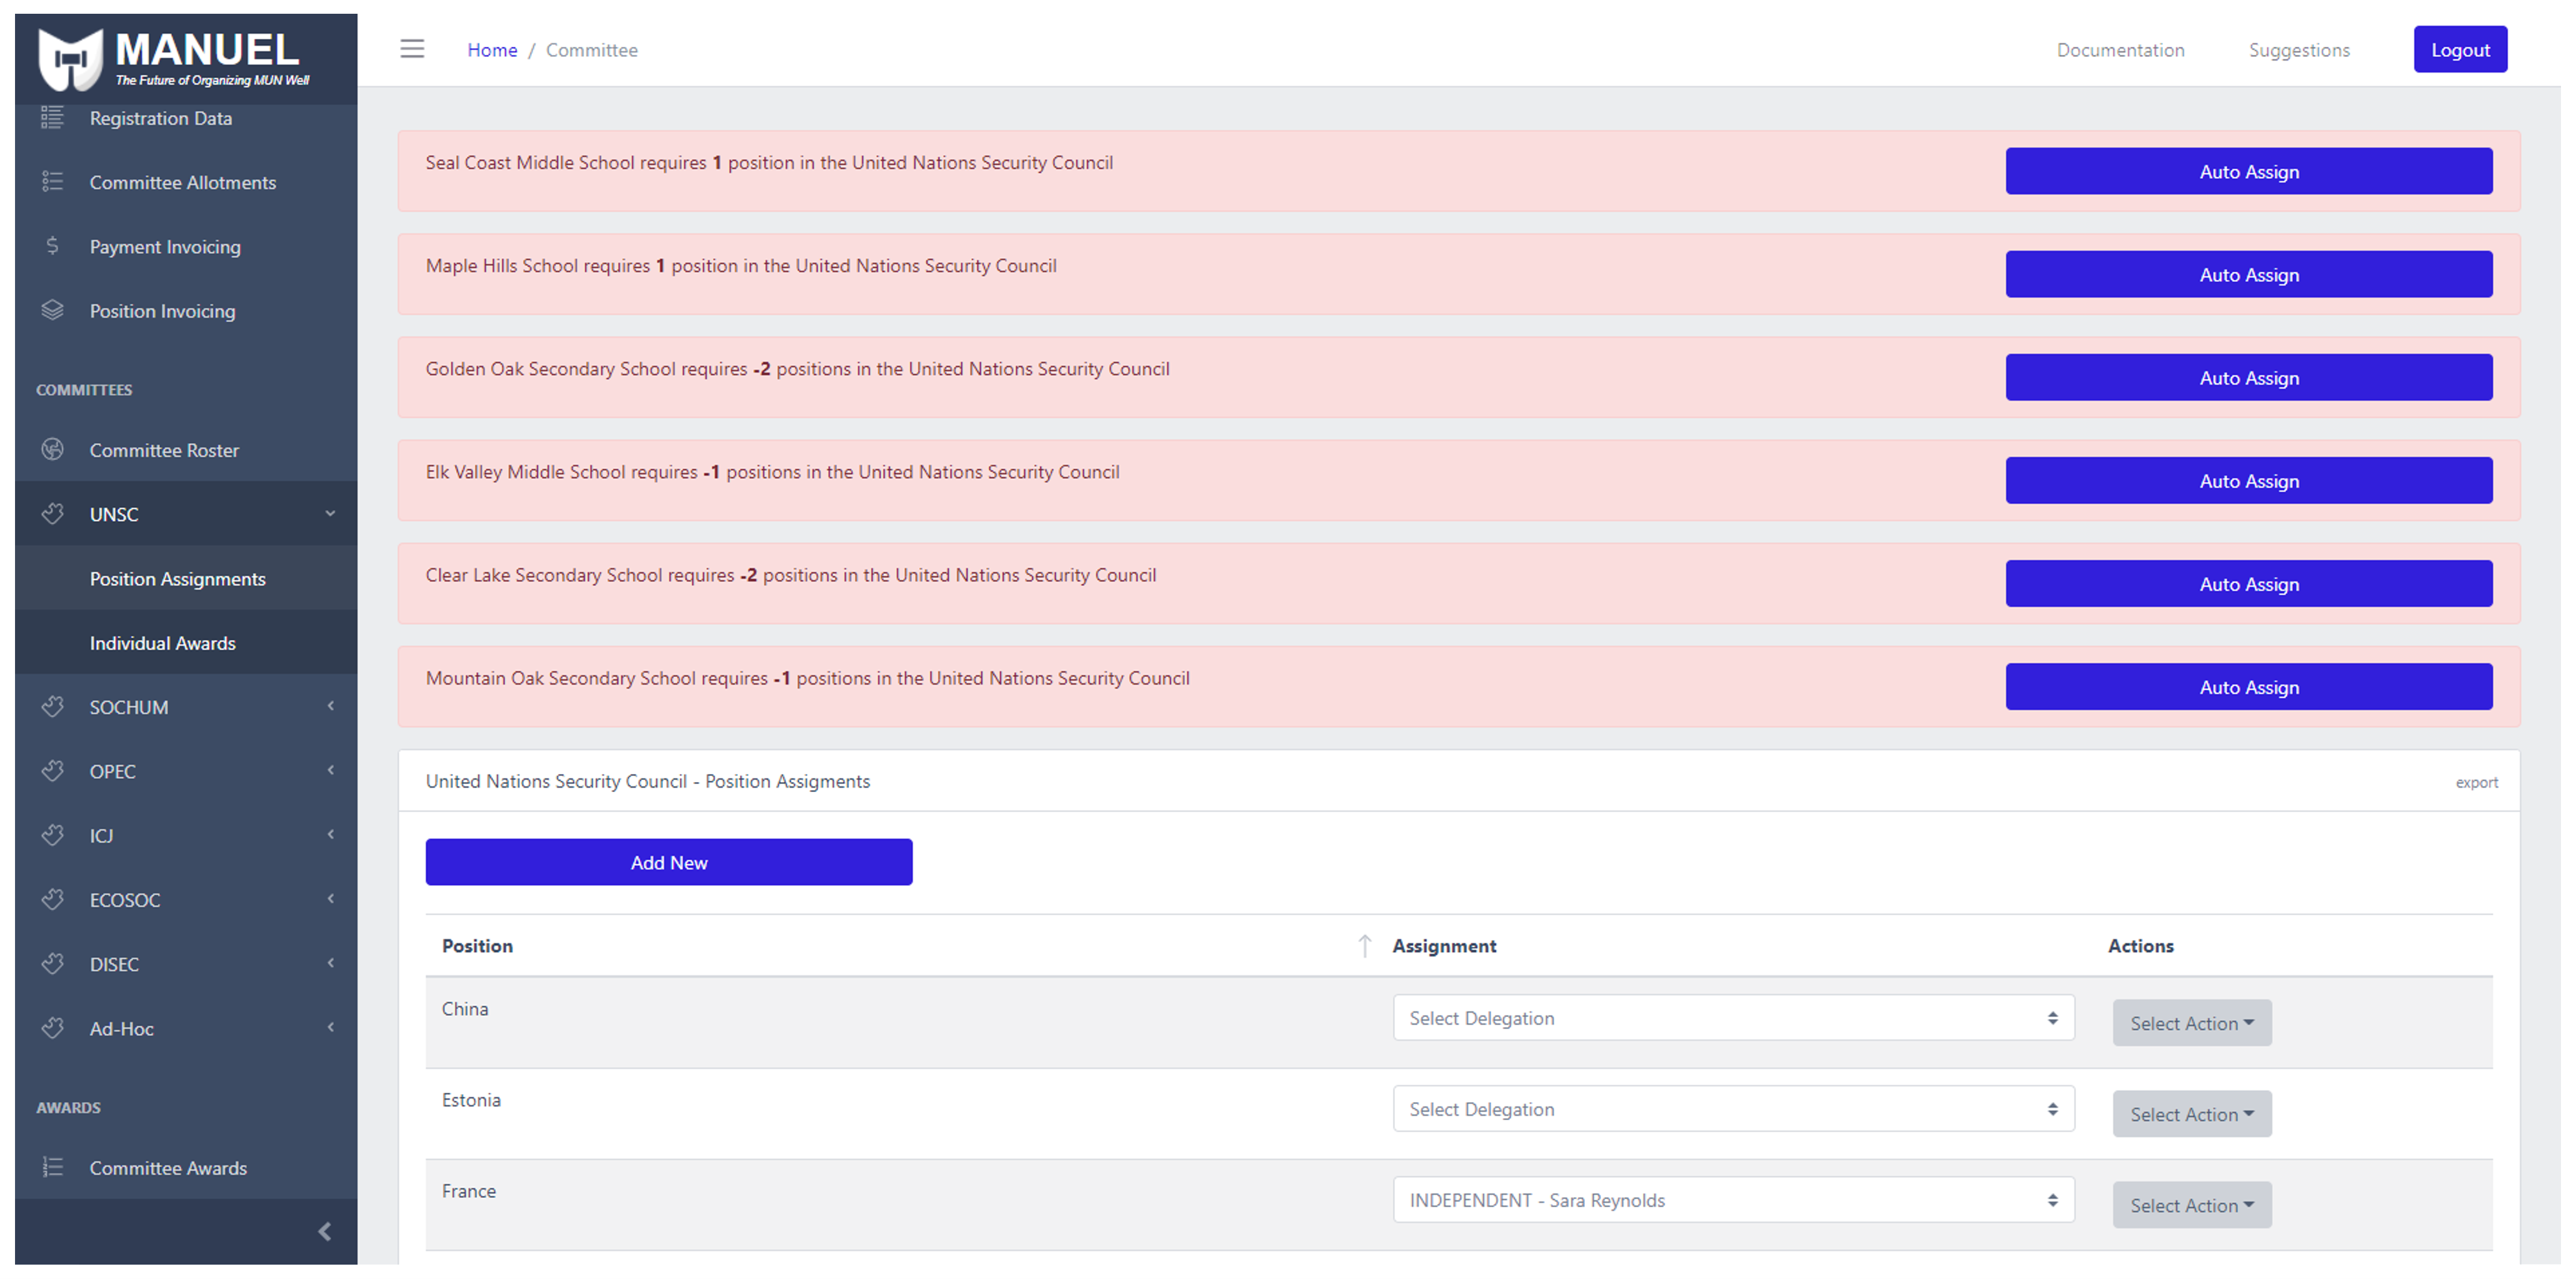 MANUEL
The Future of Organizing MUN Well
Registration Data
Committee Allotments
Payment Invoicing
Position Invoicing
COMMITTEES
Committee Roster
UNSC
Position Assignments
Individual Awards
SOCHUM
OPEC
ICJ
ECOSOC
DISEC
Ad-Hoc
AWARDS
Committee Awards
Home / Committee
Documentation
Suggestions
Logout
Seal Coast Middle School requires 1 position in the United Nations Security Council
Auto Assign
Maple Hills School requires 1 position in the United Nations Security Council
Auto Assign
Golden Oak Secondary School requires -2 positions in the United Nations Security Council
Auto Assign
Elk Valley Middle School requires -1 positions in the United Nations Security Council
Auto Assign
Clear Lake Secondary School requires -2 positions in the United Nations Security Council
Auto Assign
Mountain Oak Secondary School requires -1 positions in the United Nations Security Council
Auto Assign
United Nations Security Council - Position Assigments
export
Add New
Position
Assignment
Actions
China
Select Delegation
Select Action
Estonia
Select Delegation
Select Action
France
INDEPENDENT - Sara Reynolds
Select Action